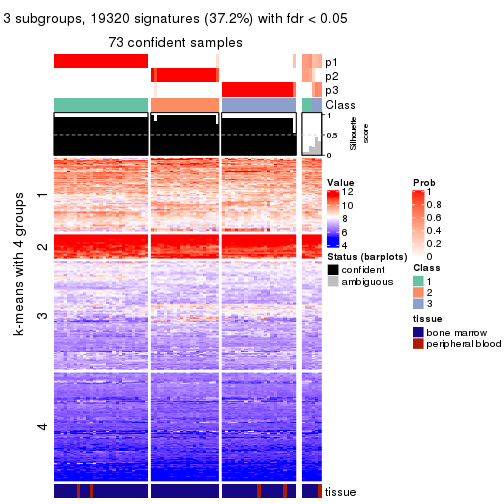 3 subgroups, 19320 signatures (37.2%) with fdr < 0.05
73 confident samples
p1
p2
p3
Class
1
0.5
0
Silhouette
score
k-means with 4 groups
1
2
3
4
tissue
Value
12
10
8
6
4
Status (barplots)
confident
ambiguous
Prob
1
0.8
0.6
0.4
0.2
0
Class
1
2
3
tissue
bone marrow
peripheral blood